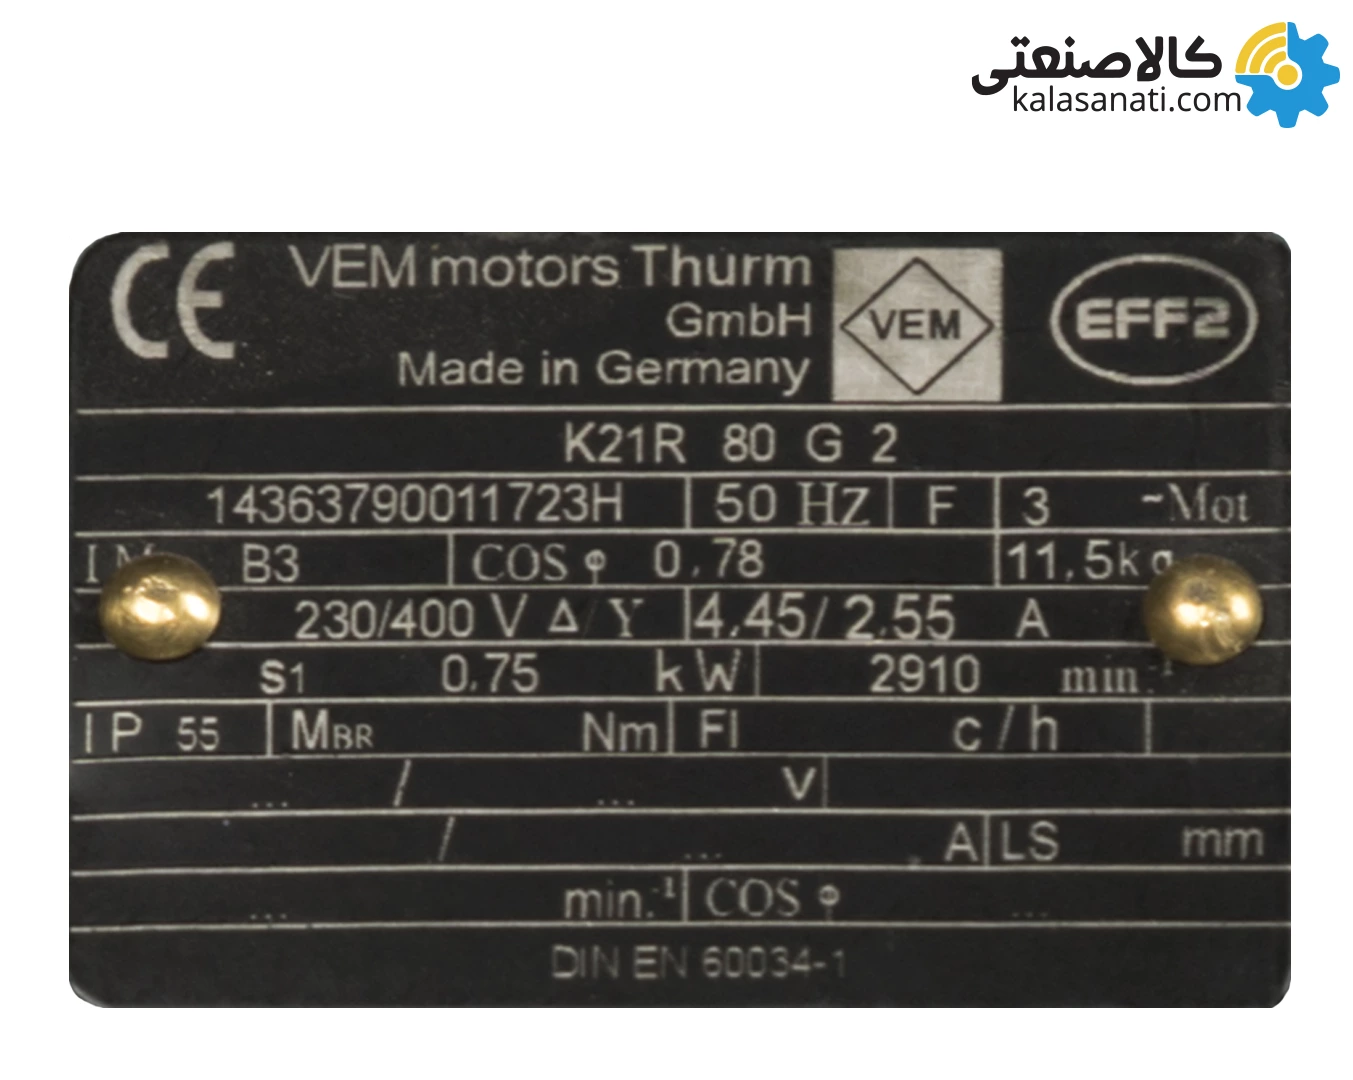 کالاصنعتی
kalasanati.com
CE VEM motors Thurm
GmbH
Made in Germany
VEM
EFF2
K21R 80 G 2
14363790011723H 50 Hz F 3 ~Mot
IM B3 COS φ 0,78 11,5kg
230/400 V Δ/Y 4,45/2,55 A
S1 0,75 kW 2910 min.-1
IP 55 MBR Nm FI c/h
... / ... V
/ ... A LS mm
... min.-1 COS φ ...
DIN EN 60034-1